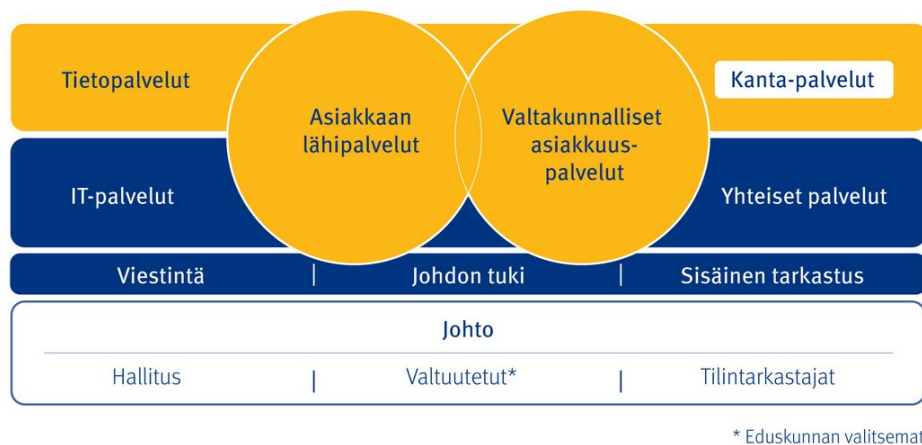 Tietopalvelut
Asiakkaan
lähipalvelut
Valtakunnalliset
asiakkuus-
palvelut
Kanta-palvelut
IT-palvelut
Yhteiset palvelut
Viestintä | Johdon tuki | Sisäinen tarkastus
Johto
Hallitus | Valtuutetut* | Tilintarkastajat
* Eduskunnan valitsemat